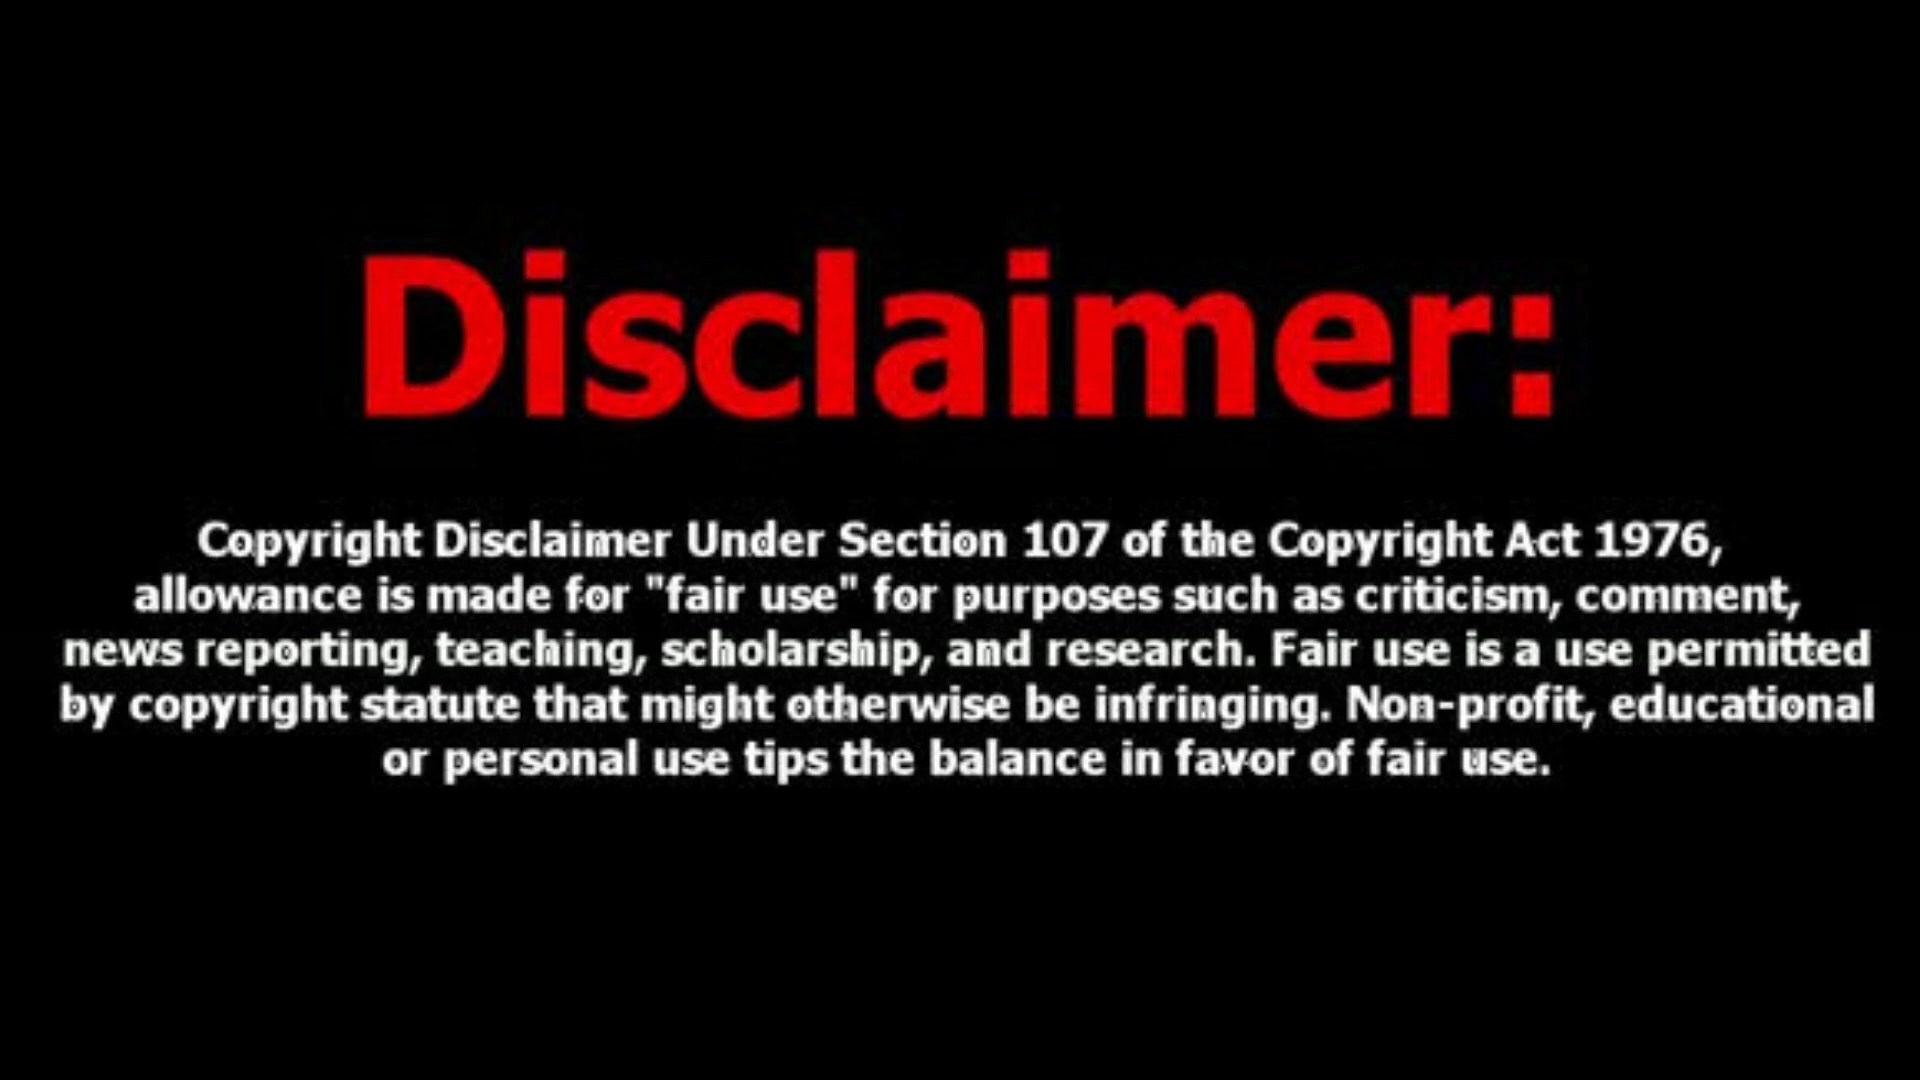 Disclaimer:
Copyright Disclaimer Under Section 107 of the Copyright Act 1976,
allowance is made for "fair use" for purposes such as criticism, comment,
news reporting, teaching, scholarship, and research. Fair use is a use permitted
by copyright statute that might otherwise be infringing. Non-profit, educational
or personal use tips the balance in favor of fair use.